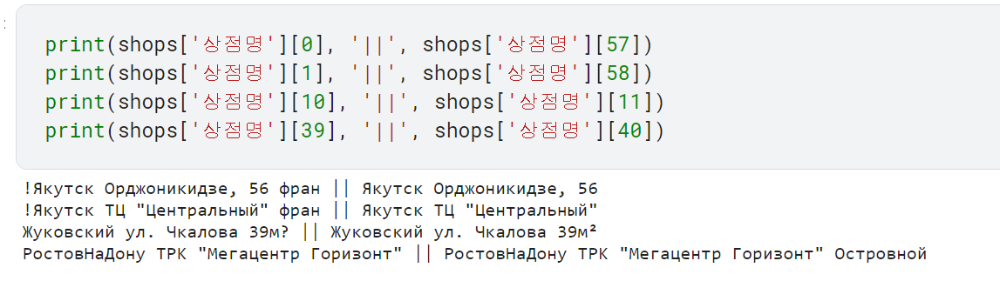 :
print(shops['상점명'][0], '||', shops['상점명'][57])
print(shops['상점명'][1], '||', shops['상점명'][58])
print(shops['상점명'][10], '||', shops['상점명'][11])
print(shops['상점명'][39], '||', shops['상점명'][40])
!Якутск Орджоникидзе, 56 фран || Якутск Орджоникидзе, 56
!Якутск ТЦ "Центральный" фран || Якутск ТЦ "Центральный"
Жуковский ул. Чкалова 39м? || Жуковский ул. Чкалова 39м²
РостовНаДону ТРК "Мегацентр Горизонт" || РостовНаДону ТРК "Мегацентр Горизонт" Островной